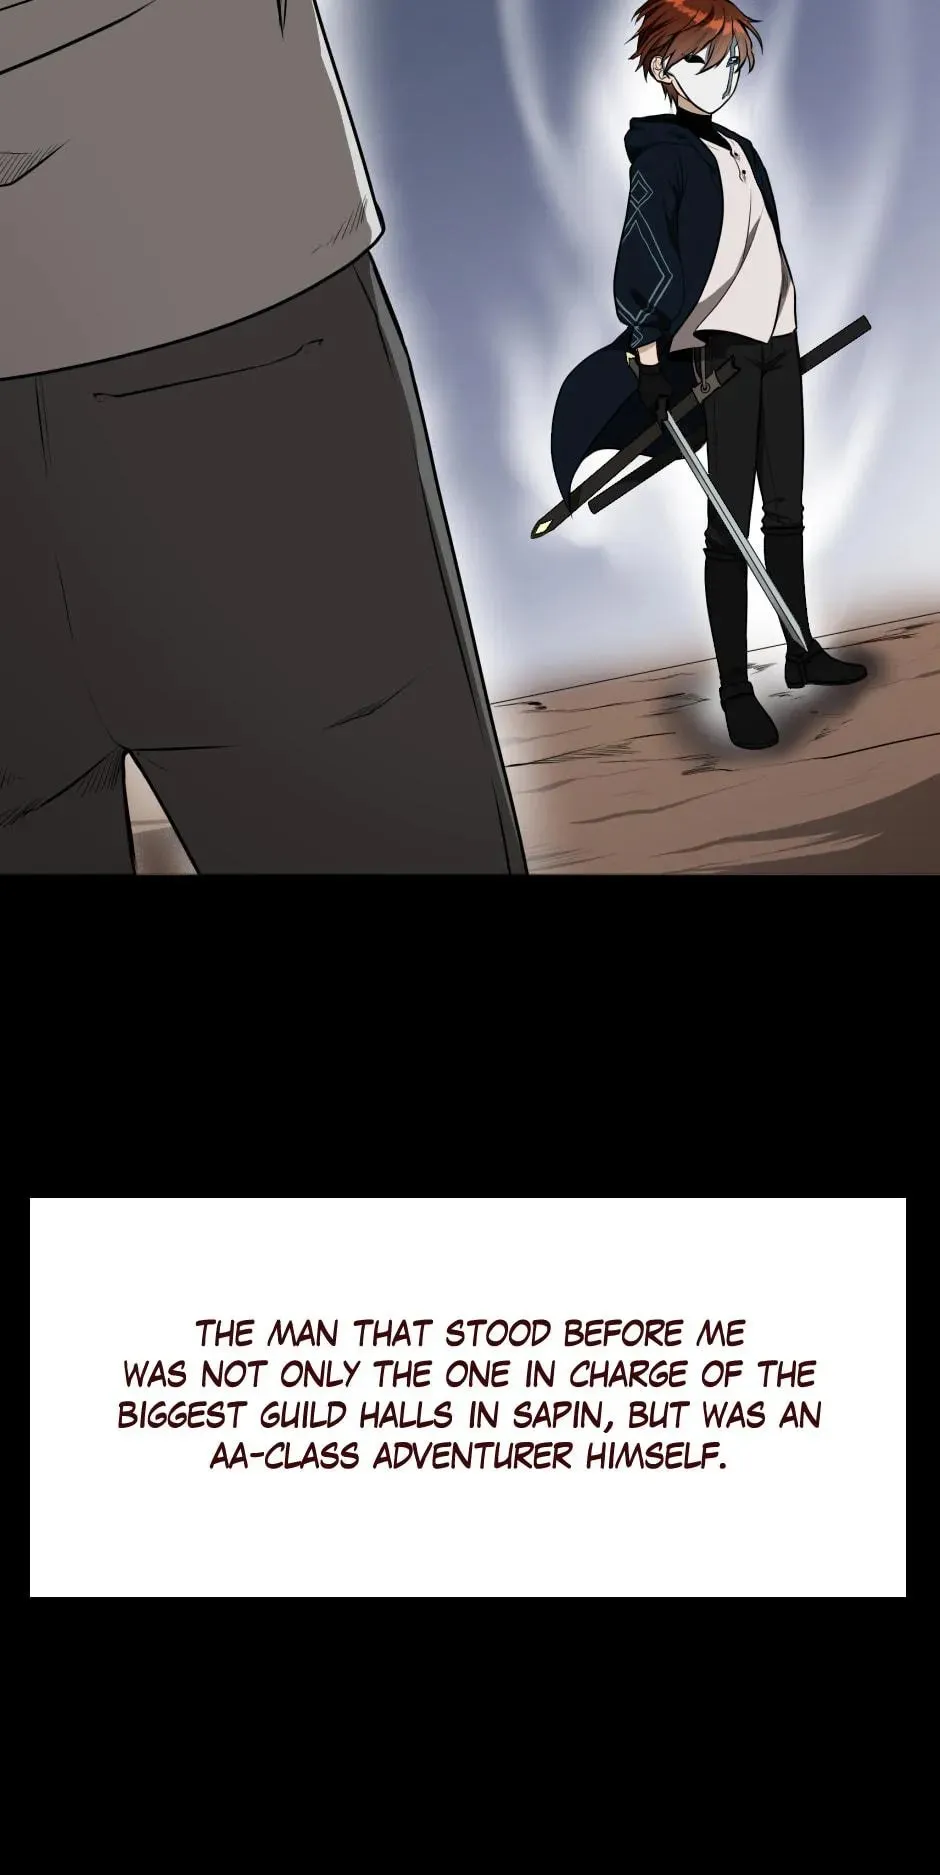 THE MAN THAT STOOD BEFORE ME
WAS NOT ONLY THE ONE IN CHARGE OF THE
BIGGEST GUILD HALLS IN SAPIN, BUT WAS AN
AA-CLASS ADVENTURER HIMSELF.